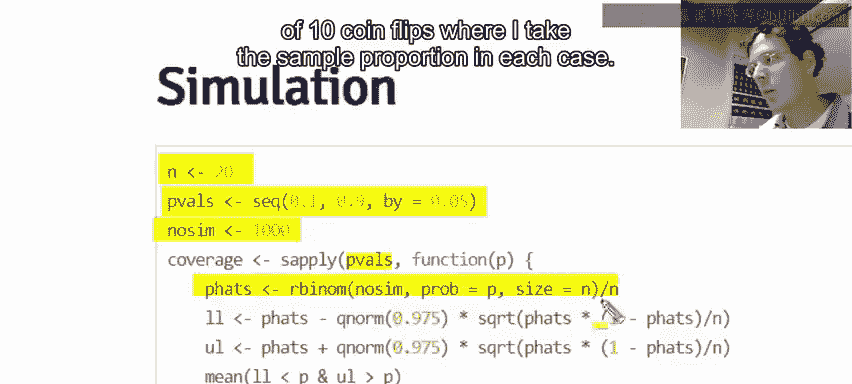 of 10 coin flips where I take
the sample proportion in each case.
Simulation
n <- 20
pvals <- seq(0.1, 0.9, by = 0.05)
nosim <- 1000
coverage <- sapply(pvals, function(p) {
phats <- rbinom(nosim, prob = p, size = n)/n
ll <- phats - qnorm(0.975) * sqrt(phats * - phats)/n)
ul <- phats + qnorm(0.975) * sqrt(phats * (1 - phats)/n)
mean(ll < p & ul > p)